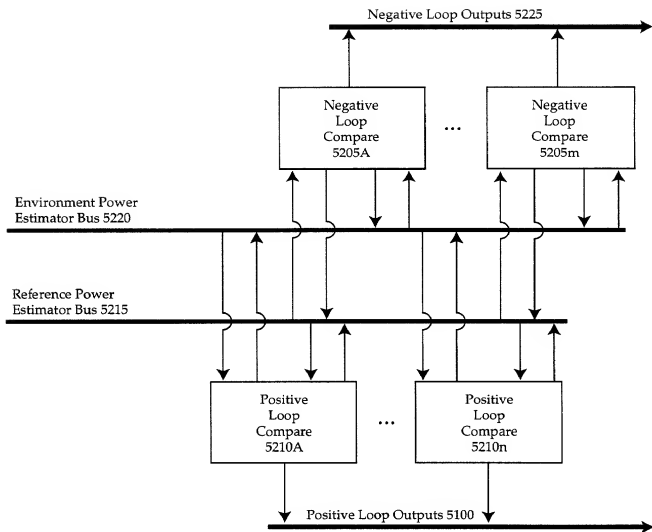 Negative Loop Outputs 5225
Negative
Loop
Compare
5205A
...
Negative
Loop
Compare
5205m
Environment Power
Estimator Bus 5220
Reference Power
Estimator Bus 5215
Positive
Loop
Compare
5210A
...
Positive
Loop
Compare
5210n
Positive Loop Outputs 5100